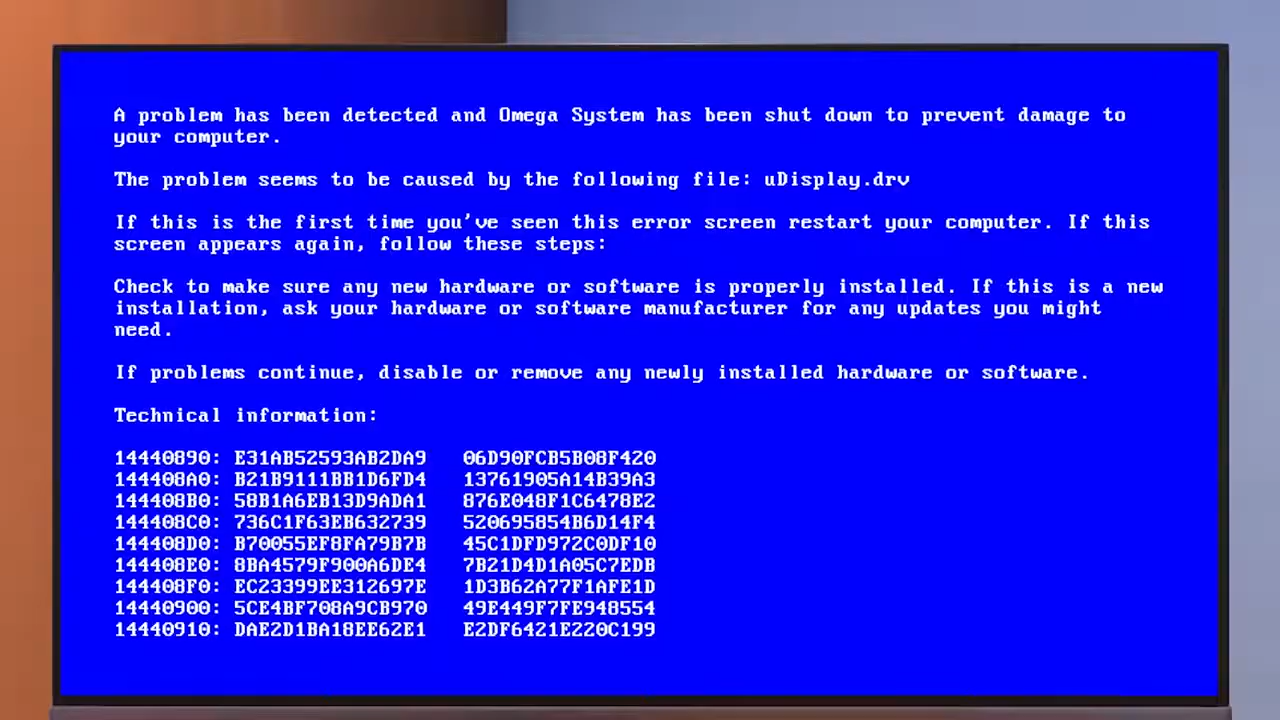 A problem has been detected and Omega System has been shut down to prevent damage to
your computer.
The problem seems to be caused by the following file: uDisplay.drv
If this is the first time you've seen this error screen restart your computer. If this
screen appears again, follow these steps:
Check to make sure any new hardware or software is properly installed. If this is a new
installation, ask your hardware or software manufacturer for any updates you might
need.
If problems continue, disable or remove any newly installed hardware or software.
Technical information:
14440890: E31AB52593AB2DA9 06D90FCB5B08F420
144408A0: B21B9111BB1D6FD4 13761905A14B39A3
144408B0: 58B1A6EB13D9ADA1 876E048F1C6478E2
144408C0: 736C1F63EB632739 520695854B6D14F4
144408D0: B70055EF8FA79B7B 45C1DFD972C0DF10
144408E0: 8BA4579F900A6DE4 7B21D4D1A05C7EDB
144408F0: EC23399EE312697E 1D3B62A77F1AFE1D
14440900: 5CE4BF708A9CB970 49E449F7FE948554
14440910: DAE2D1BA18EE62E1 E2DF6421E220C199